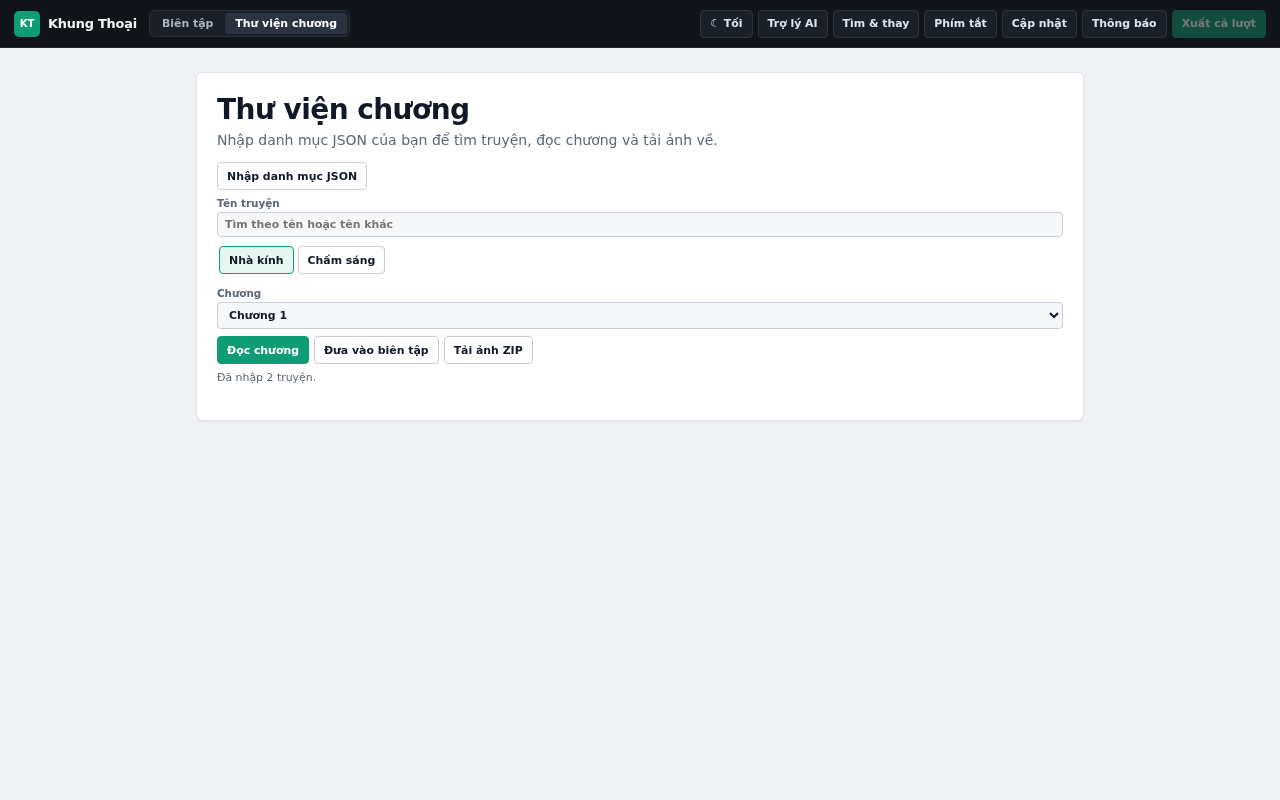 KT Khung Thoại Biên tập Thư viện chương ☾ Tối Trợ lý AI Tìm & thay Phím tắt Cập nhật Thông báo Xuất cả lượt
Thư viện chương
Nhập danh mục JSON của bạn để tìm truyện, đọc chương và tải ảnh về.
Nhập danh mục JSON
Tên truyện
Tìm theo tên hoặc tên khác
Nhà kính Chấm sáng
Chương
Chương 1
Đọc chương Đưa vào biên tập Tải ảnh ZIP
Đã nhập 2 truyện.